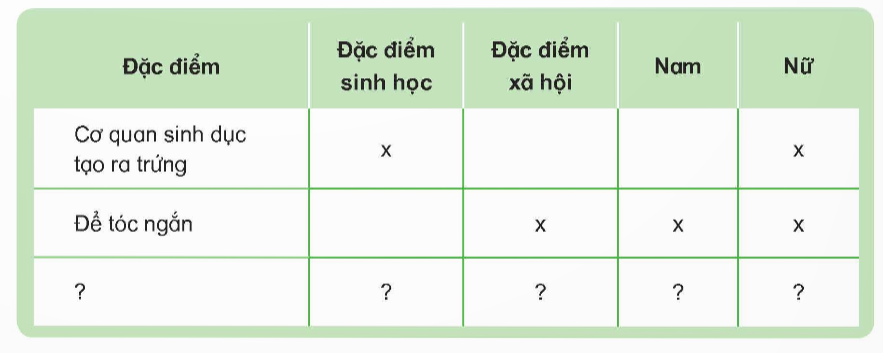 Đặc điểm
Đặc điểm
sinh học
Đặc điểm
xã hội
Nam
Nữ
Cơ quan sinh dục
tạo ra trứng
x
x
Để tóc ngắn
x
x
x
?
?
?
?
?